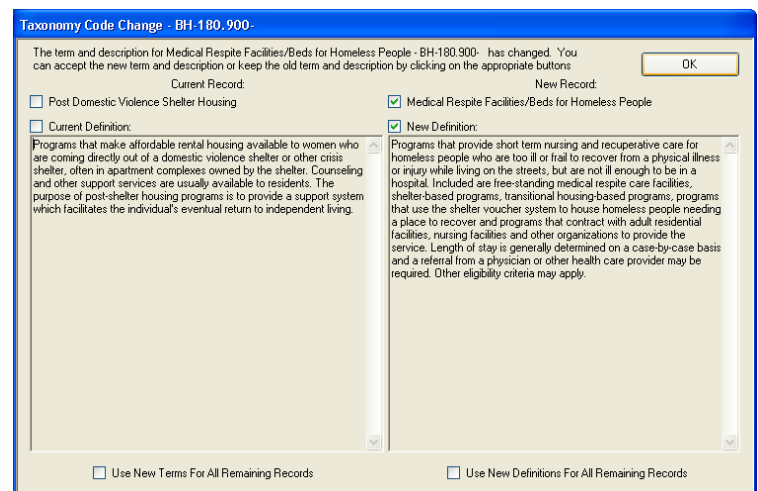 Taxonomy Code Change - BH-180.900-
The term and description for Medical Respite Facilities/Beds for Homeless People - BH-180.900- has changed. You
can accept the new term and description or keep the old term and description by clicking on the appropriate buttons
OK
Current Record:
New Record:
Post Domestic Violence Shelter Housing
Medical Respite Facilities/Beds for Homeless People
Current Definition:
New Definition:
Programs that make affordable rental housing available to women who
are coming directly out of a domestic violence shelter or other crisis
shelter, often in apartment complexes owned by the shelter. Counseling
and other support services are usually available to residents. The
purpose of post-shelter housing programs is to provide a support system
which facilitates the individual's eventual return to independent living.
Programs that provide short term nursing and recuperative care for
homeless people who are too ill or frail to recover from a physical illness
or injury while living on the streets, but are not ill enough to be in a
hospital. Included are free-standing medical respite care facilities,
shelter-based programs, transitional housing-based programs, programs
that use the shelter voucher system to house homeless people needing
a place to recover and programs that contract with adult residential
facilities, nursing facilities and other organizations to provide the
service. Length of stay is generally determined on a case-by-case basis
and a referral from a physician or other health care provider may be
required. Other eligibility criteria may apply.
Use New Terms For All Remaining Records
Use New Definitions For All Remaining Records